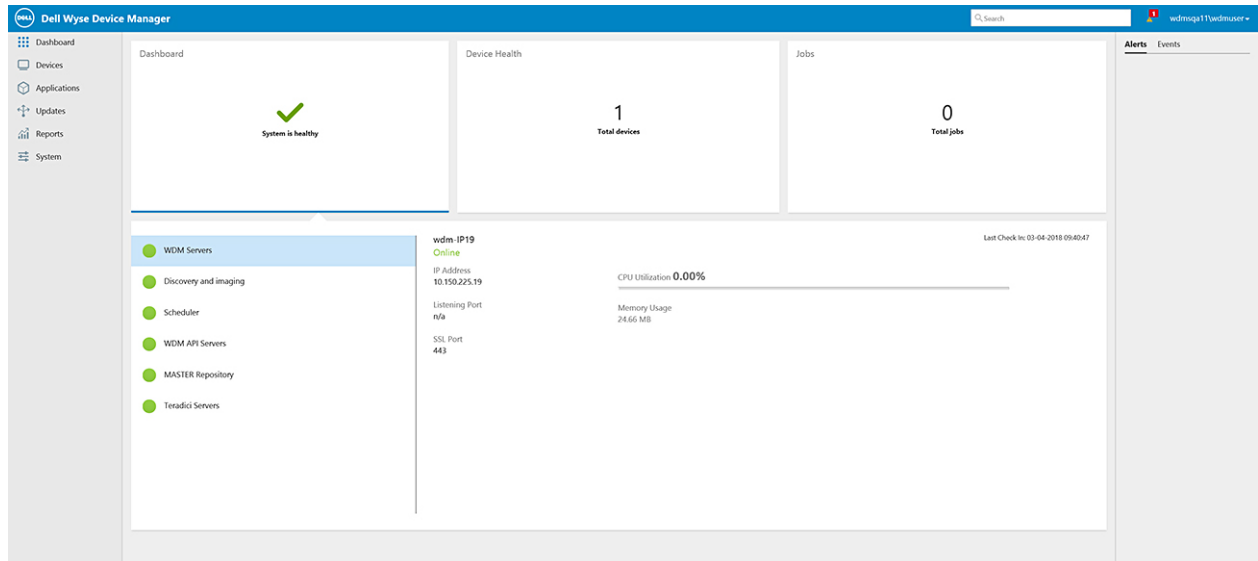 DELL Dell Wyse Device Manager
Search
1
wdmsqa11\wdmuser
Dashboard
Devices
Applications
Updates
Reports
System
Dashboard
System is healthy
Device Health
1
Total devices
Jobs
0
Total jobs
Alerts Events
WDM Servers
Discovery and imaging
Scheduler
WDM API Servers
MASTER Repository
Teradici Servers
wdm-IP19
Online
IP Address
10.150.225.19
Listening Port
n/a
SSL Port
443
CPU Utilization 0.00%
Memory Usage
24.66 MB
Last Check In: 03-04-2018 09:40:47